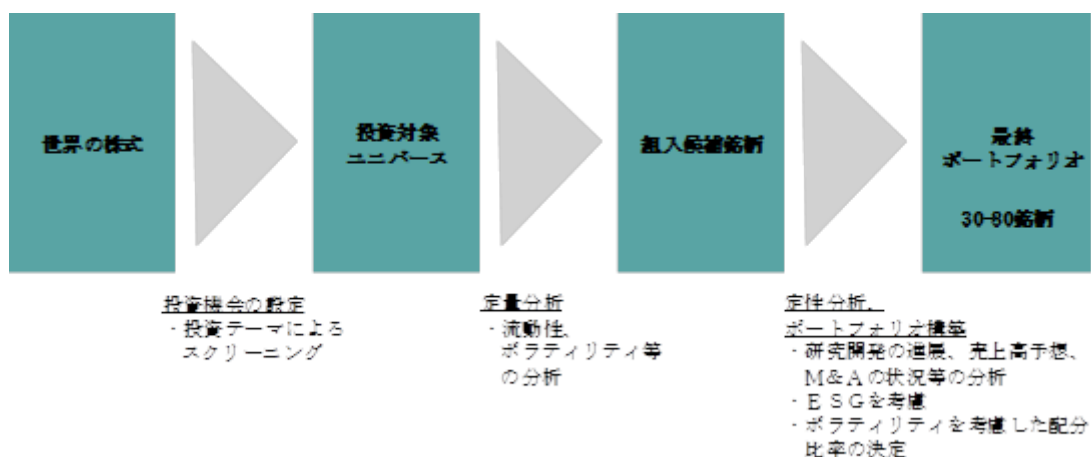 世界の株式
投資対象
ユニバース
組入候補銘柄
最終
ポートフォリオ
30-80銘柄
投資機会の設定
・投資テーマによる
スクリーニング
定量分析
・流動性、
ボラティリティ等
の分析
定性分析、
ポートフォリオ構築
・研究開発の進展、売上高予想、
M&Aの状況等の分析
・ESGを考慮
・ボラティリティを考慮した配分
比率の決定